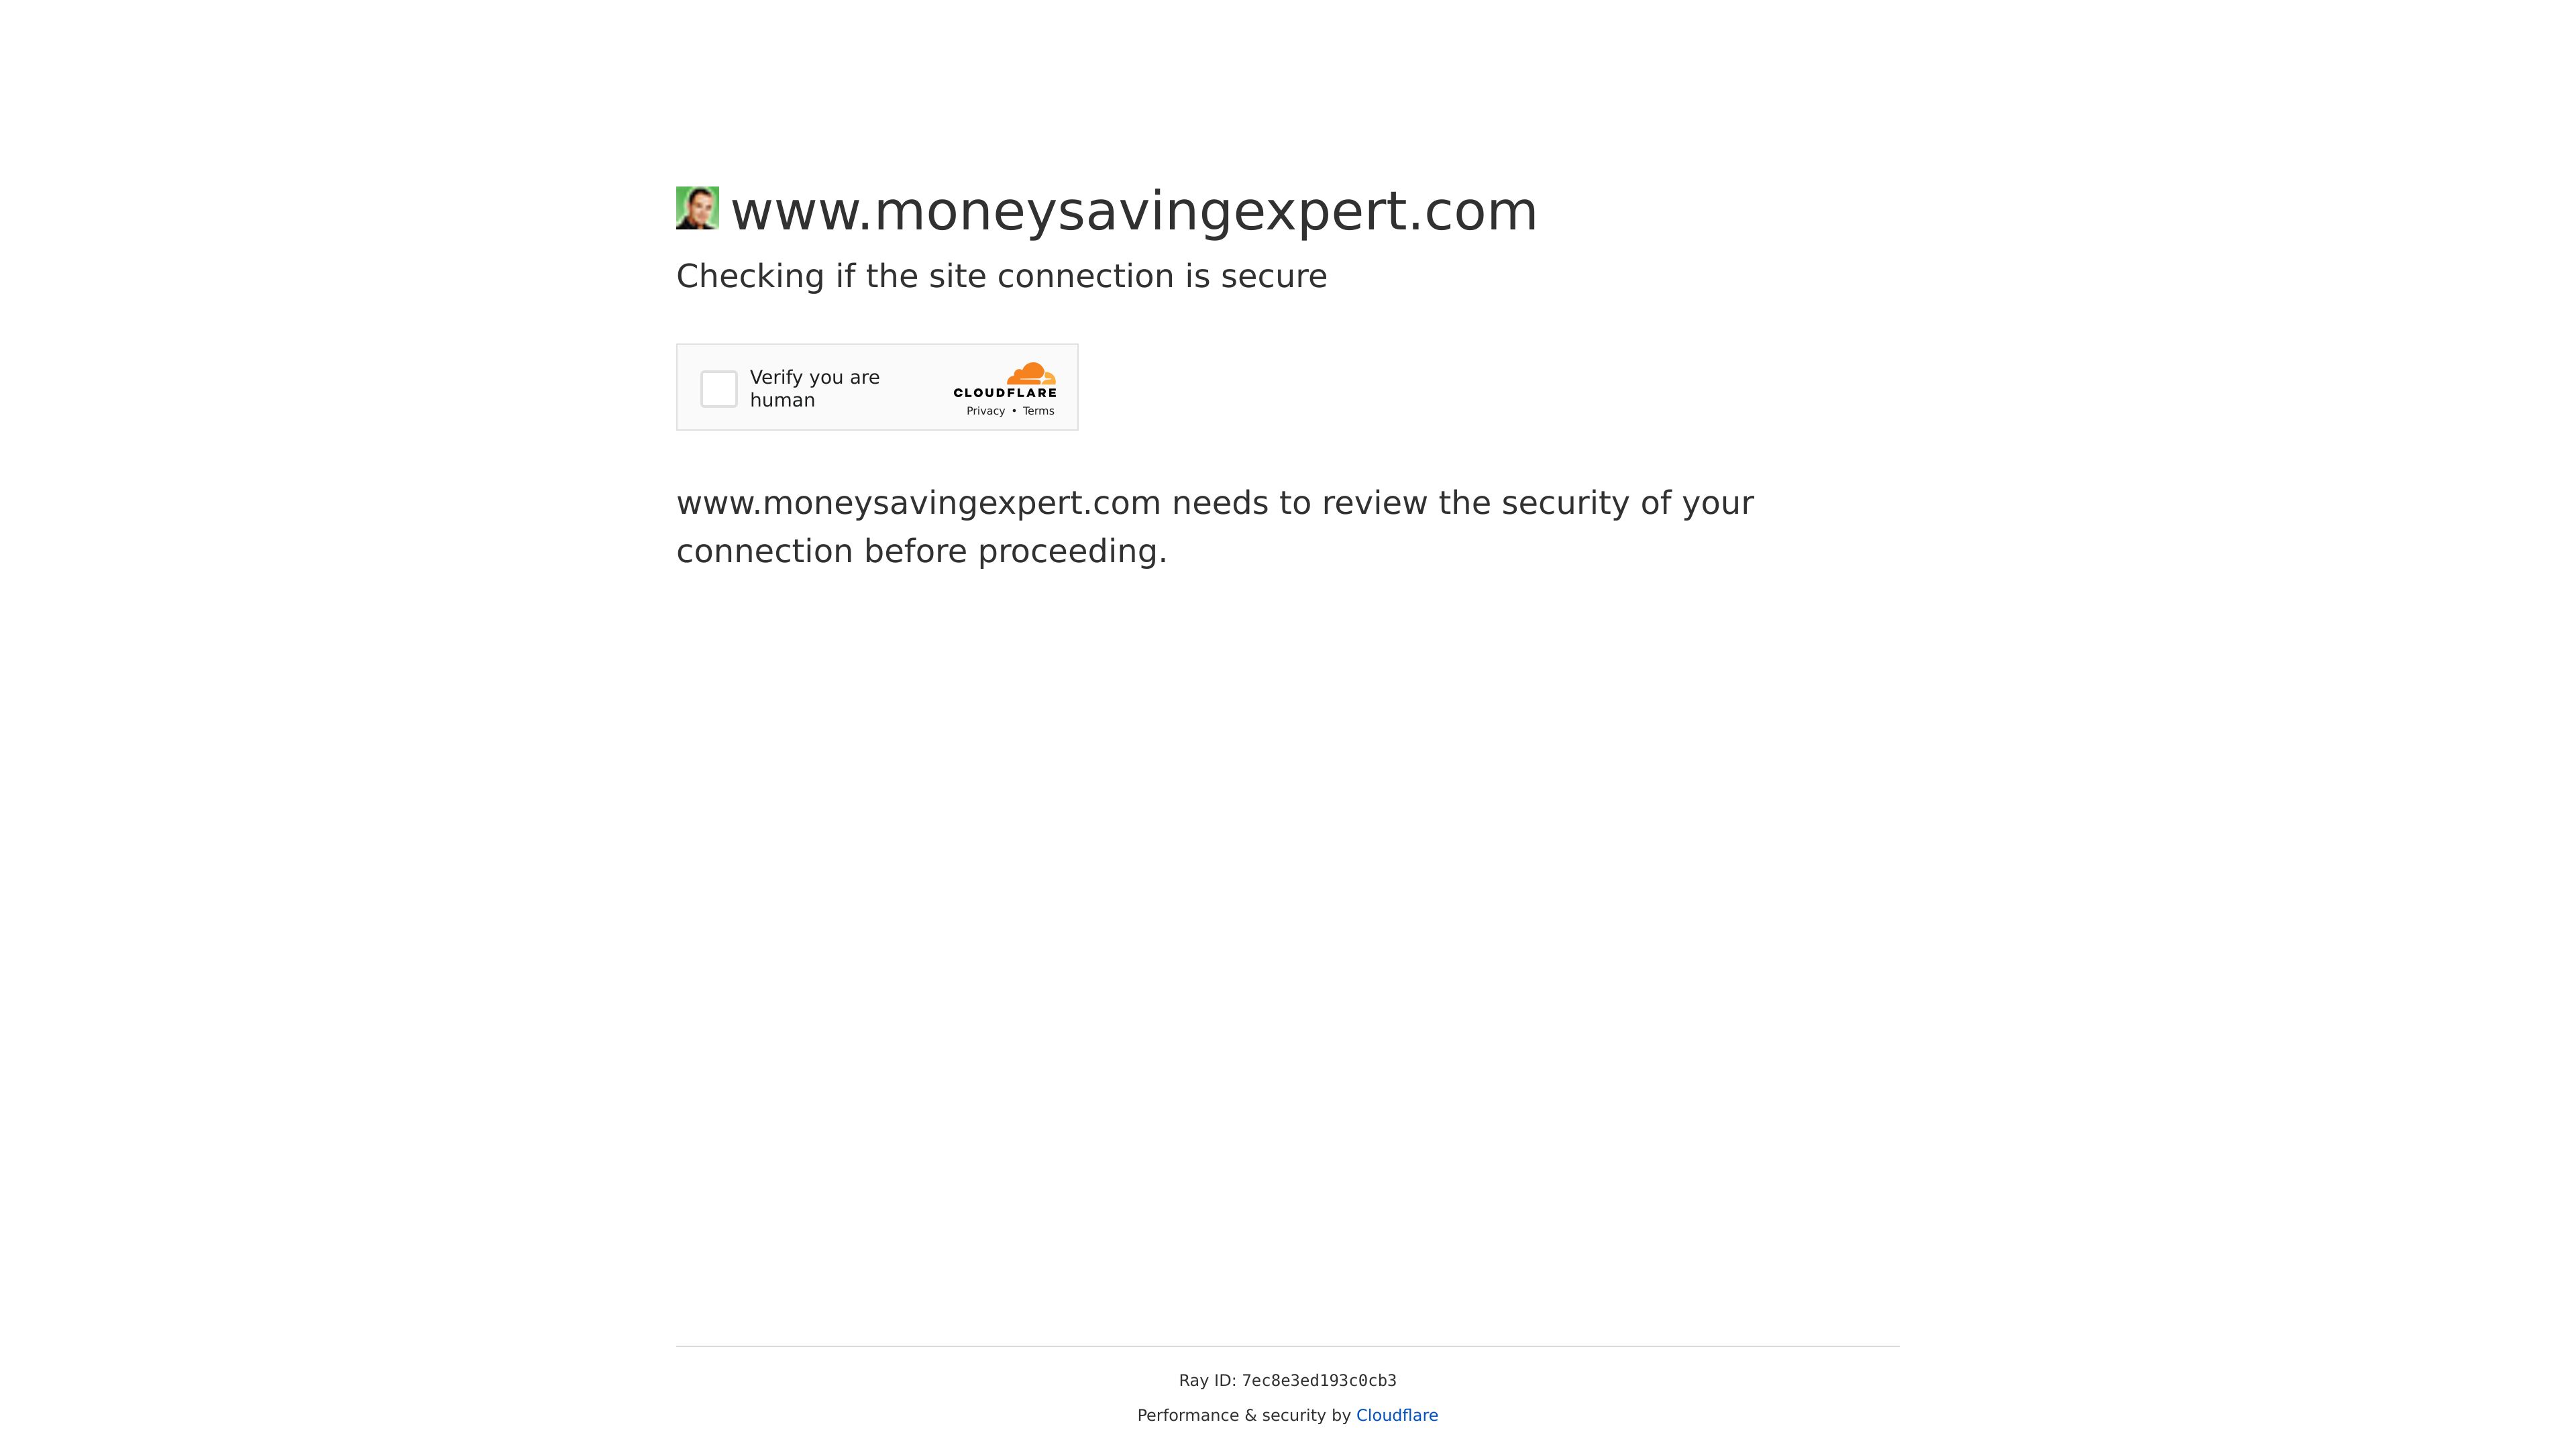 www.moneysavingexpert.com
Checking if the site connection is secure
Verify you are
human
CLOUDFLARE
Privacy • Terms
www.moneysavingexpert.com needs to review the security of your
connection before proceeding.
Ray ID: 7ec8e3ed193c0cb3
Performance & security by Cloudflare